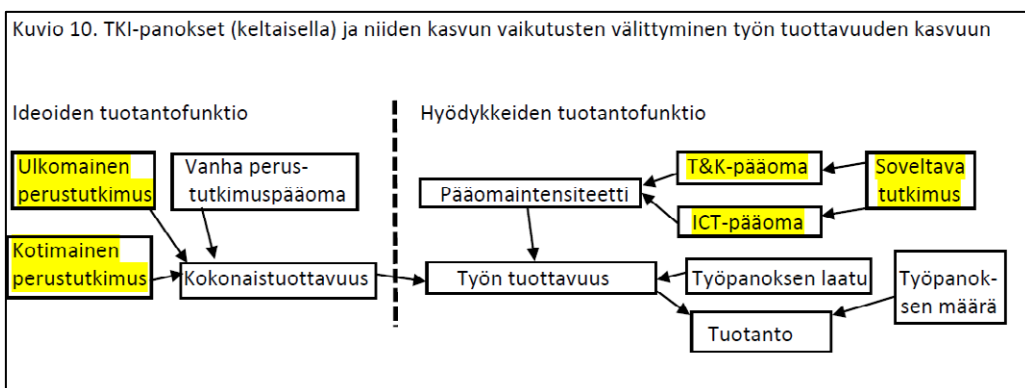 Kuvio 10. TKI-panokset (keltaisella) ja niiden kasvun vaikutusten välittyminen työn tuottavuuden kasvuun
Ideoiden tuotantofunktio
Hyödykkeiden tuotantofunktio
Ulkomainen
perustutkimus
Vanha perus-
tutkimuspääoma
T&K-pääoma
Soveltava
tutkimus
Pääomaintensiteetti
ICT-pääoma
Kotimainen
perustutkimus
Kokonaistuottavuus
Työn tuottavuus
Työpanoksen laatu
Työpanok-
sen määrä
Tuotanto